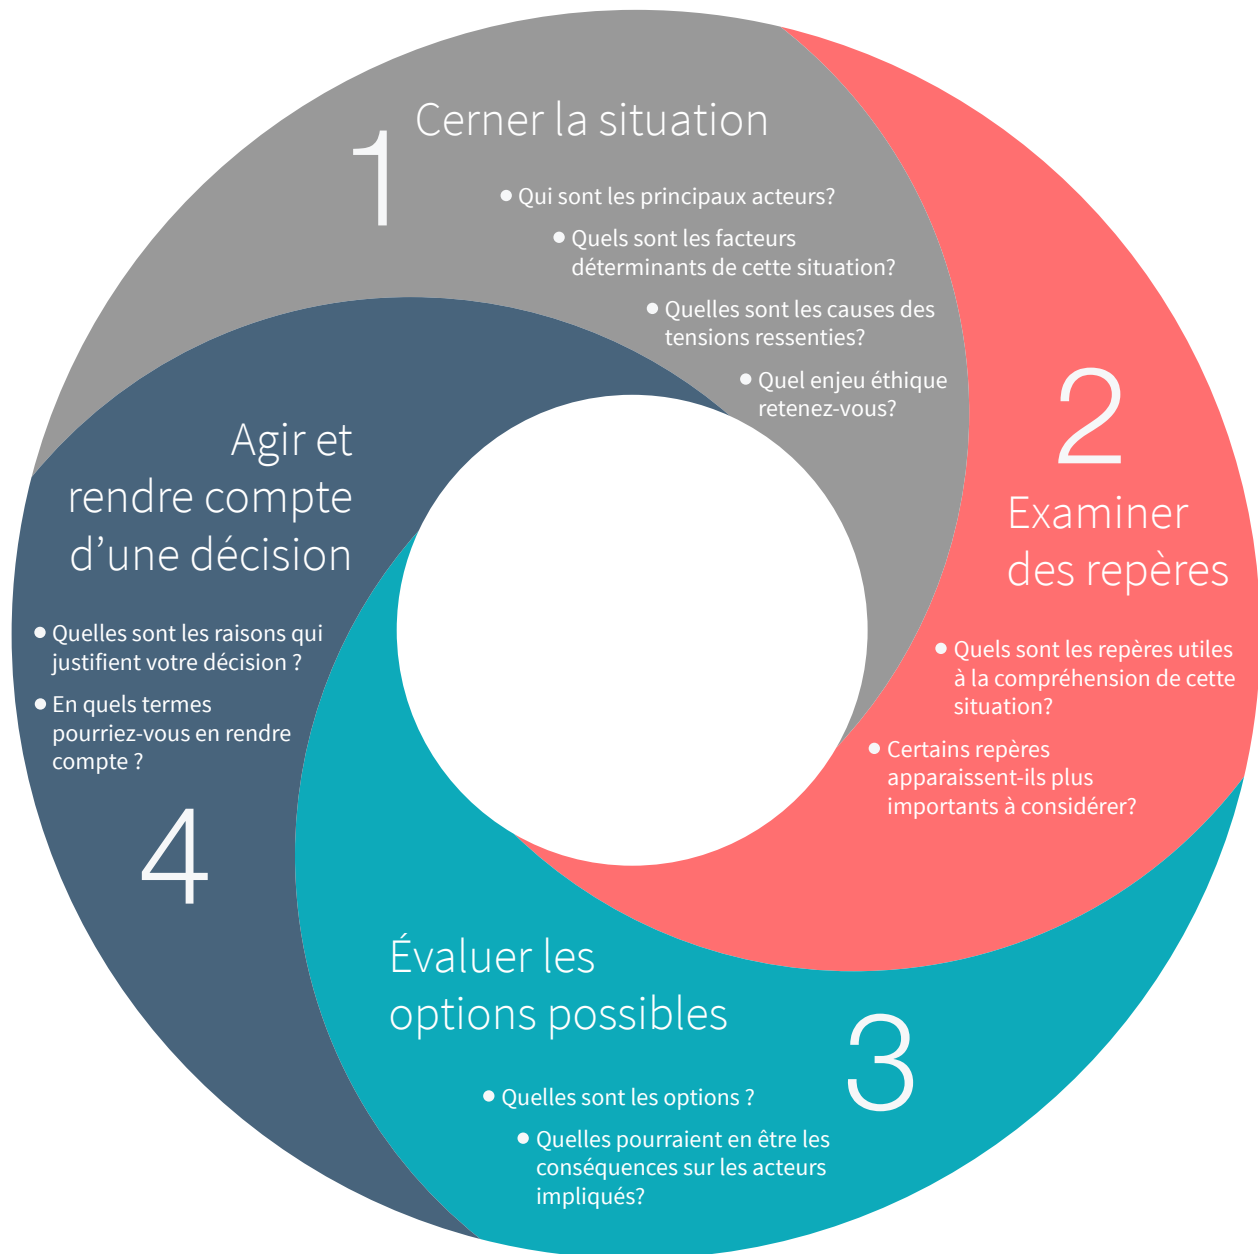 1
Cerner la situation
● Qui sont les principaux acteurs?
● Quels sont les facteurs
déterminants de cette situation?
● Quelles sont les causes des
tensions ressenties?
● Quel enjeu éthique
retenez-vous?
2
Examiner
des repères
● Quels sont les repères utiles
à la compréhension de cette
situation?
● Certains repères
apparaissent-ils plus
importants à considérer?
3
Évaluer les
options possibles
● Quelles sont les options ?
● Quelles pourraient en être les
conséquences sur les acteurs
impliqués?
4
Agir et
rendre compte
d’une décision
● Quelles sont les raisons qui
justifient votre décision ?
● En quels termes
pourriez-vous en rendre
compte ?